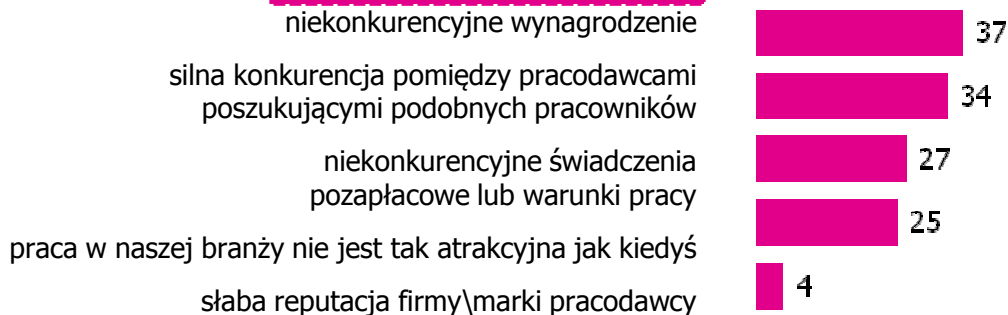 niekonkurencyjne wynagrodzenie
37
silna konkurencja pomiędzy pracodawcami
poszukującymi podobnych pracowników
34
niekonkurencyjne świadczenia
pozapłacowe lub warunki pracy
27
praca w naszej branży nie jest tak atrakcyjna jak kiedyś
25
słaba reputacja firmy\marki pracodawcy
4